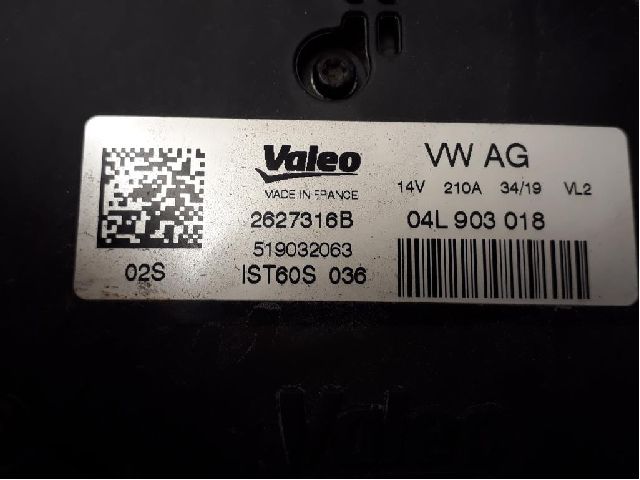 Valeo
MADE IN FRANCE
2627316B
519032063
IST60S 036
02S
VW AG
14V 210A 34/19 VL2
04L 903 018
Valeo